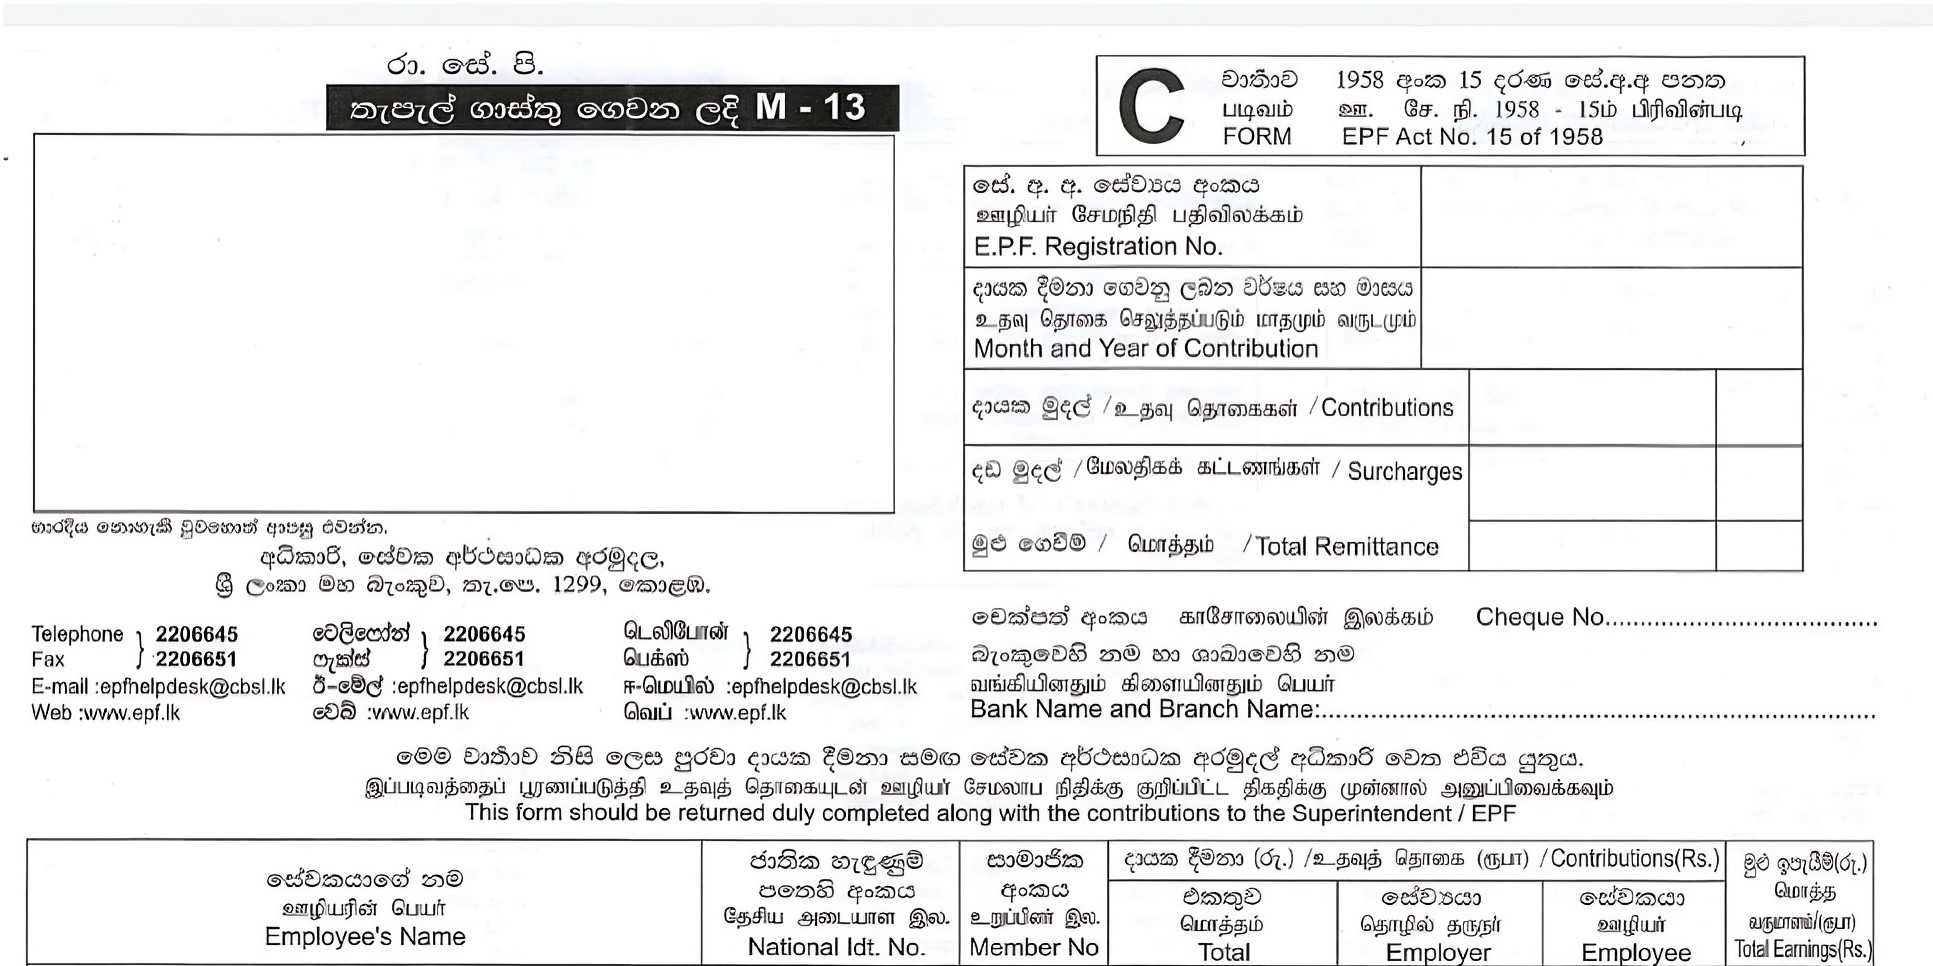 රා. සේ. පි.
තැපැල් ගාස්තු ගෙවන ලදි M - 13
C
වාර්තාව 1958 අංක 15 දරණ සේ.අ.අ පනත
படிவம் ஊ. சே. நி. 1958 - 15ம் பிரிவின்படி
FORM EPF Act No. 15 of 1958
සේ. අ. අ. සේව්‍යය අංකය
ஊழியர் சேமநிதி பதிவிலக்கம்
E.P.F. Registration No.
දායක දීමනා ගෙවනු ලබන වර්ෂය සහ මාසය
உதவு தொகை செலுத்தப்படும் மாதமும் வருடமும்
Month and Year of Contribution
දායක මුදල් / உதவு தொகைகள் / Contributions
දඩ මුදල් / மேலதிகக் கட்டணங்கள் / Surcharges
මුළු ගෙවීම් / மொத்தம் / Total Remittance
භාරදිය නොහැකි වුවහොත් ආපසු එවන්න.
අධිකාරි, සේවක අර්ථසාධක අරමුදල,
ශ්‍රී ලංකා මහ බැංකුව, තැ.පෙ. 1299, කොළඹ.
Telephone } 2206645 ටෙලිෆෝන් } 2206645 டெலிபோன் } 2206645
Fax 2206651 ෆැක්ස් 2206651 பெக்ஸ் 2206651
E-mail :epfhelpdesk@cbsl.lk ඊ-මේල් :epfhelpdesk@cbsl.lk ஈ-மெயில் :epfhelpdesk@cbsl.lk
Web :www.epf.lk වෙබ් :www.epf.lk வெப் :www.epf.lk
චෙක්පත් අංකය காசோலையின் இலக்கம் Cheque No......................................
බැංකුවෙහි නම හා ශාඛාවෙහි නම
வங்கியினதும் கிளையினதும் பெயர்
Bank Name and Branch Name:................................................................................
මෙම වාර්තාව නිසි ලෙස පුරවා දායක දීමනා සමඟ සේවක අර්ථසාධක අරමුදල් අධිකාරි වෙත එවිය යුතුය.
இப்படிவத்தைப் பூரணப்படுத்தி உதவுத் தொகையுடன் ஊழியர் சேமலாப நிதிக்கு குறிப்பிட்ட திகதிக்கு முன்னால் அனுப்பிவைக்கவும்
This form should be returned duly completed along with the contributions to the Superintendent / EPF
සේවකයාගේ නම
ஊழியரின் பெயர்
Employee's Name
ජාතික හැඳුණුම්
පතෙහි අංකය
தேசிய அடையாள இல.
National Idt. No.
සාමාජික
අංකය
உறுப்பினர் இல.
Member No
දායක දීමනා (රු.) / உதவுத் தொகை (ரூபா) / Contributions(Rs.)
එකතුව
மொத்தம்
Total
සේව්‍යයා
தொழில் தருநர்
Employer
සේවකයා
ஊழியர்
Employee
මුළු ඉපැයීම්(රු.)
மொத்த
வருமானம்/(ரூபா)
Total Earnings(Rs.)